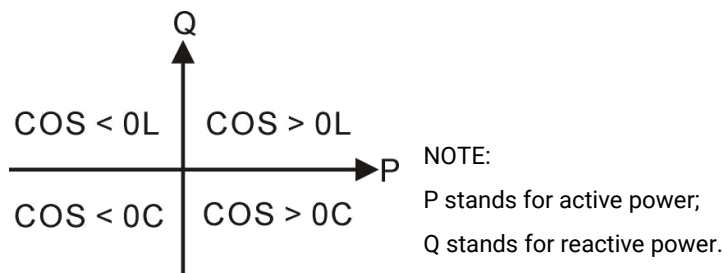 Q
COS < 0L
COS > 0L
P
COS < 0C
COS > 0C
NOTE:
P stands for active power;
Q stands for reactive power.